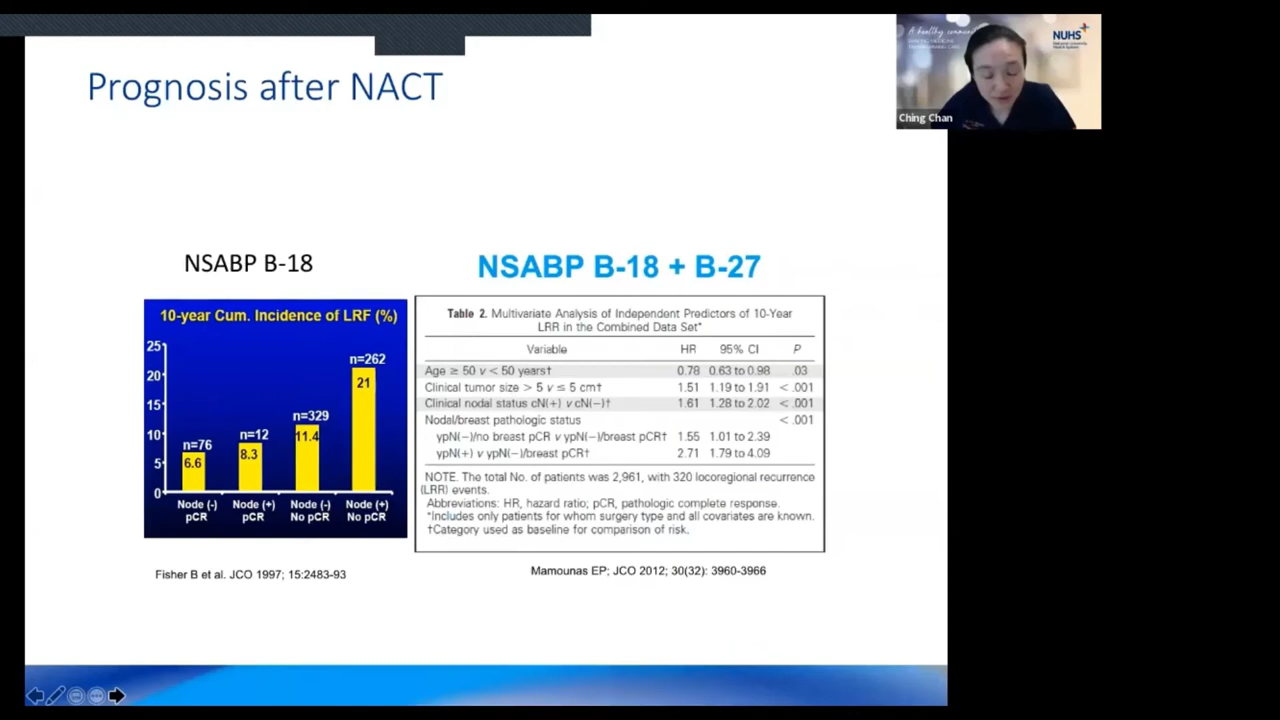 Prognosis after NACT
A healthy commun
NUHS
National University
Health System
Ching Chan
NSABP B-18
10-year Cum. Incidence of LRF (%)
25
20
15
10
5
0
n=76
6.6
n=12
8.3
n=329
11.4
n=262
21
Node (-)
pCR
Node (+)
pCR
Node (-)
No pCR
Node (+)
No pCR
Fisher B et al. JCO 1997; 15:2483-93
NSABP B-18 + B-27
Table 2. Multivariate Analysis of Independent Predictors of 10-Year
LRR in the Combined Data Set*
Variable HR 95% CI P
Age ≥ 50 v < 50 years† 0.78 0.63 to 0.98 .03
Clinical tumor size > 5 v ≤ 5 cm† 1.51 1.19 to 1.91 < .001
Clinical nodal status cN(+) v cN(−)† 1.61 1.28 to 2.02 < .001
Nodal/breast pathologic status < .001
ypN(−)/no breast pCR v ypN(−)/breast pCR† 1.55 1.01 to 2.39
ypN(+) v ypN(−)/breast pCR† 2.71 1.79 to 4.09
NOTE. The total No. of patients was 2,961, with 320 locoregional recurrence
(LRR) events.
Abbreviations: HR, hazard ratio; pCR, pathologic complete response.
*Includes only patients for whom surgery type and all covariates are known.
†Category used as baseline for comparison of risk.
Mamounas EP; JCO 2012; 30(32): 3960-3966